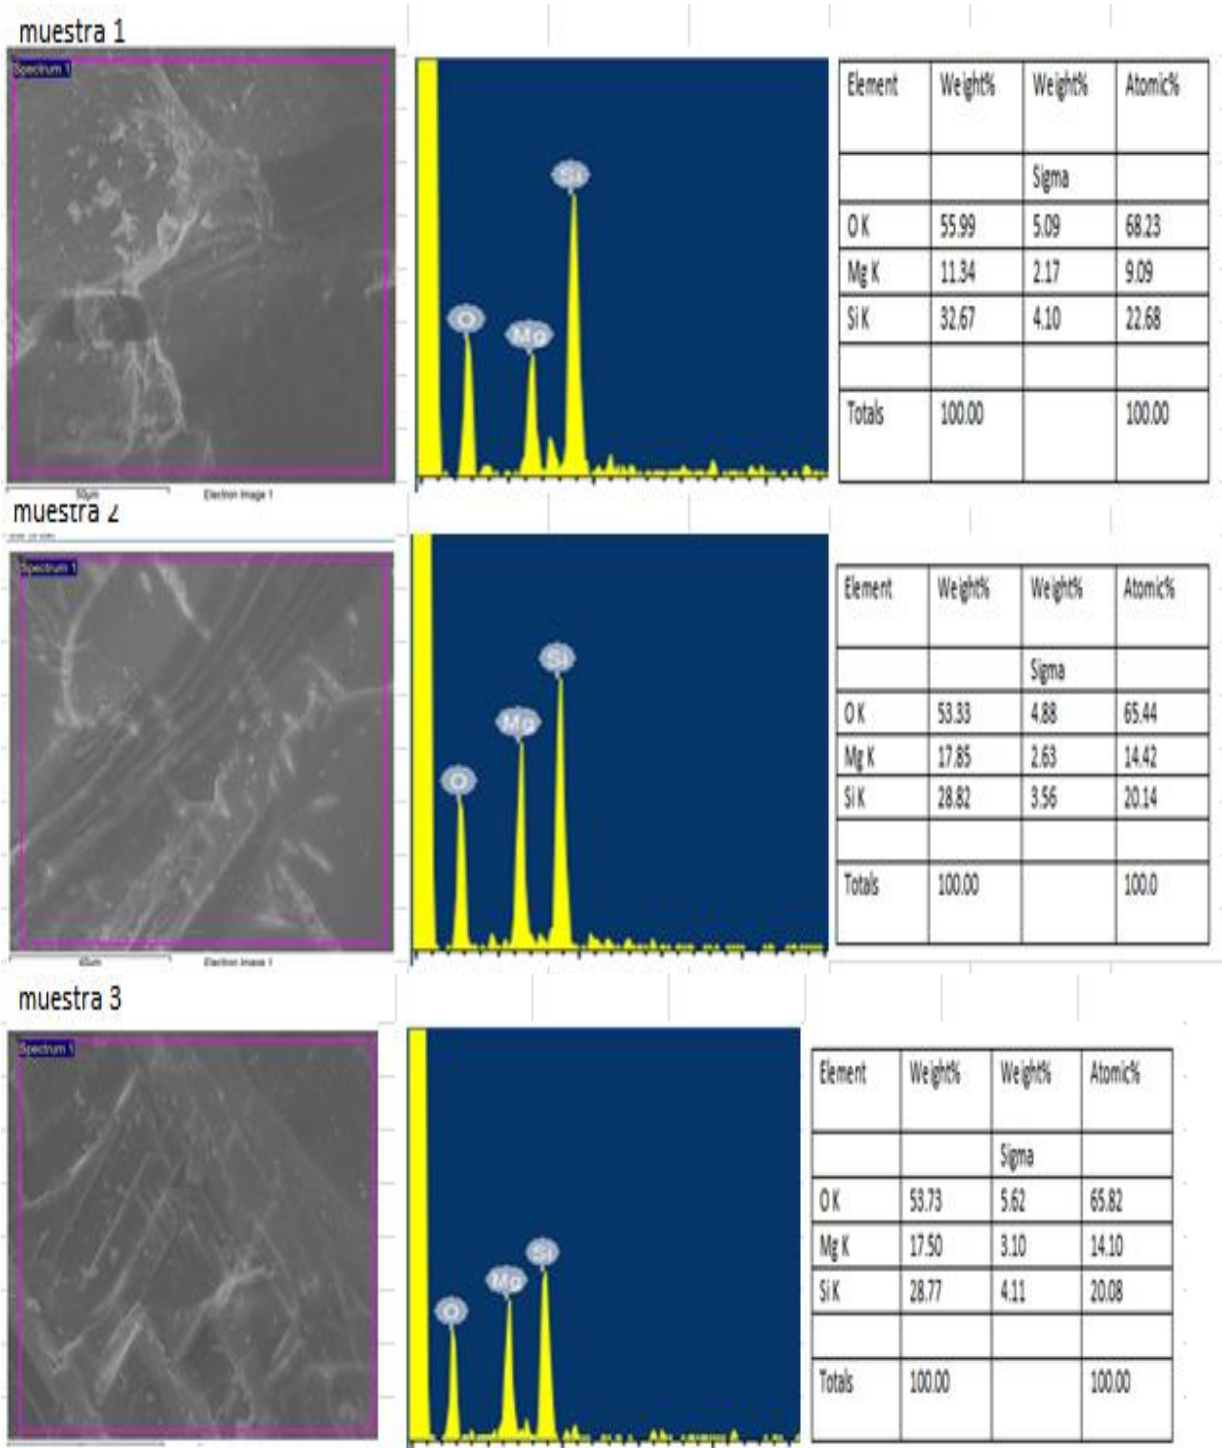 muestra 1
Spectrum 1
Si
O
Mg
50µm
Electron Image 1
Element Weight% Weight% Atomic%
Sigma
O K 55.99 5.09 68.23
Mg K 11.34 2.17 9.09
Si K 32.67 4.10 22.68
Totals 100.00 100.00
muestra 2
Spectrum 1
Si
Mg
O
Electron Image 1
Element Weight% Weight% Atomic%
Sigma
O K 53.33 4.88 65.44
Mg K 17.85 2.63 14.42
Si K 28.82 3.56 20.14
Totals 100.00 100.0
muestra 3
Spectrum 1
Si
Mg
O
Element Weight% Weight% Atomic%
Sigma
O K 53.73 5.62 65.82
Mg K 17.50 3.10 14.10
Si K 28.77 4.11 20.08
Totals 100.00 100.00